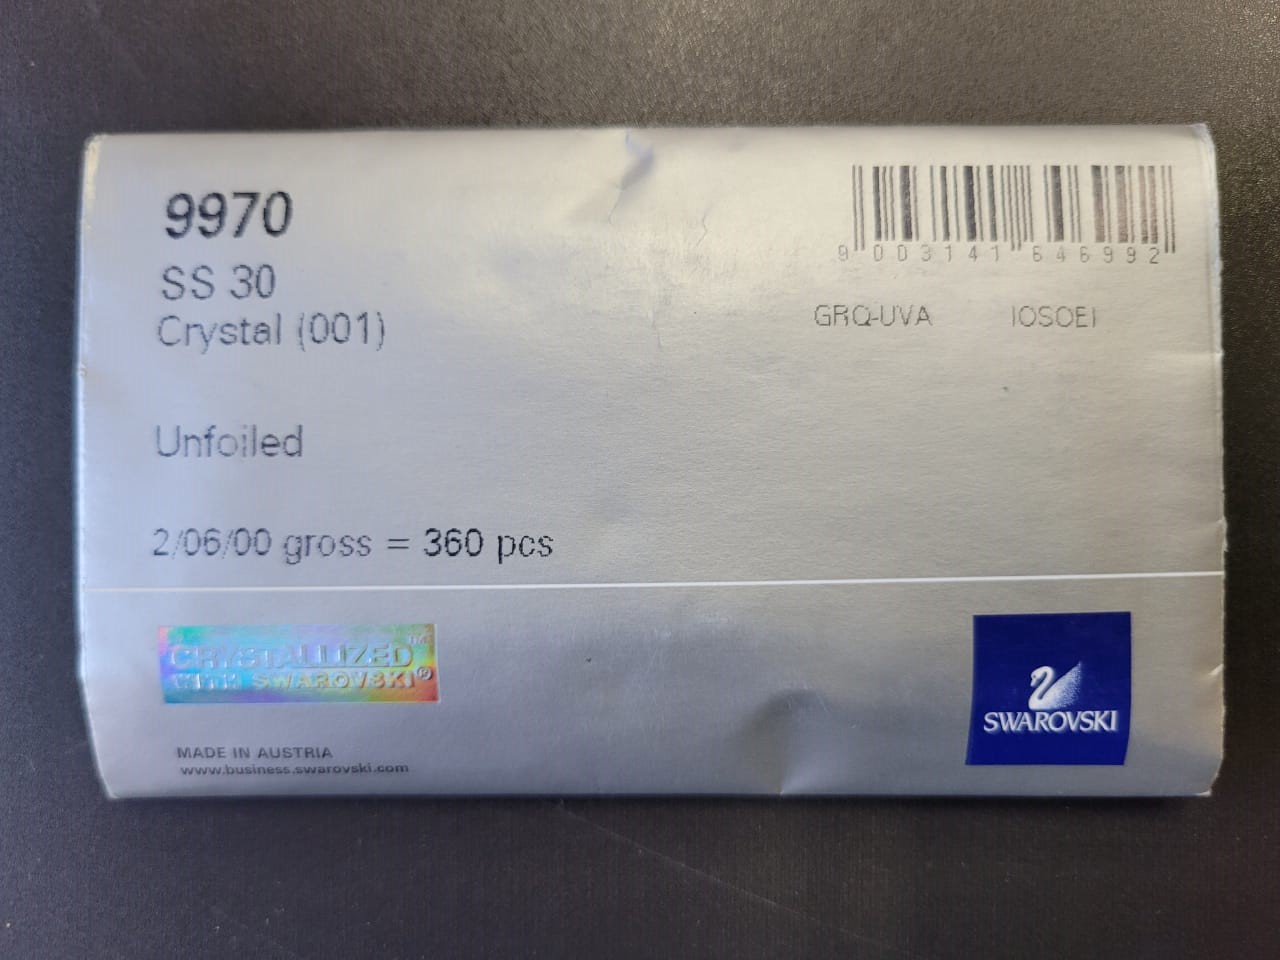 9970
SS 30
Crystal (001)
Unfoiled
2/06/00 gross = 360 pcs
9 003141 646992
GRQ-UVA IOSOEI
CRYSTALLIZED™
WITH SWAROVSKI®
MADE IN AUSTRIA
www.business.swarovski.com
SWAROVSKI